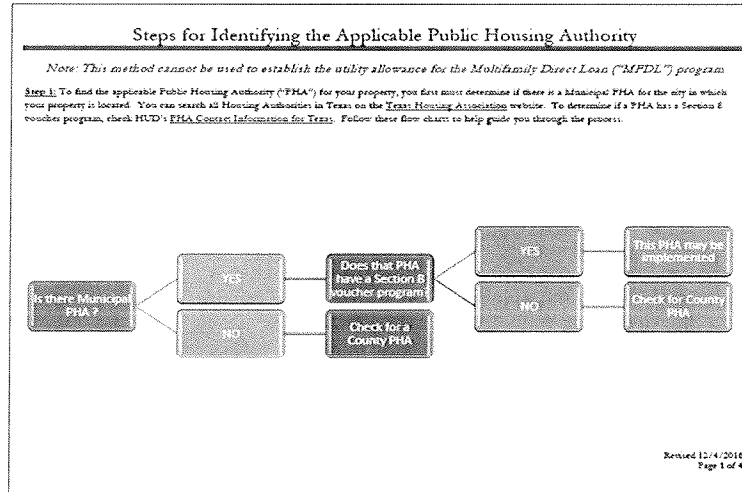 Steps for Identifying the Applicable Public Housing Authority
Note: This method cannot be used to establish the utility allowance for the Multifamily Direct Loan ("MFDL") program
Step 1: To find the applicable Public Housing Authority ("PHA") for your property, you first must determine if there is a Municipal PHA for the city in which
your property is located. You can search all Housing Authorities in Texas on the Texas Housing Association website. To determine if a PHA has a Section 8
voucher program, check HUD's PHA Contact Information for Texas. Follow these flow charts to help guide you through the process.
Is there Municipal
PHA ?
YES
NO
Does that PHA
have a Section 8
voucher program
Check for a
County PHA
YES
NO
This PHA may be
implemented
Check for County
PHA
Revised 12/4/2016
Page 1 of 4